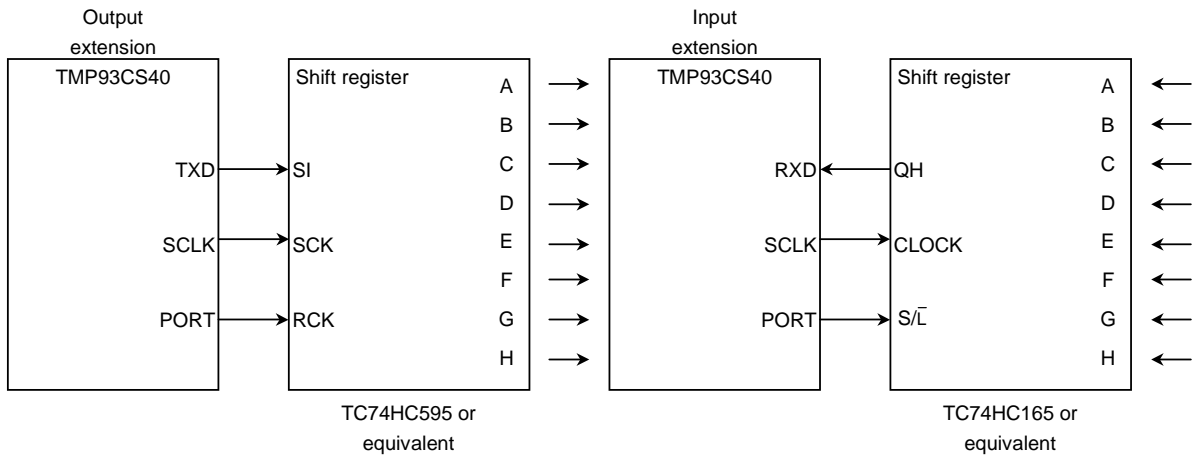 Output
extension
TMP93CS40
TXD
SCLK
PORT
Shift register
SI
SCK
RCK
A
B
C
D
E
F
G
H
TC74HC595 or
equivalent
Input
extension
TMP93CS40
RXD
SCLK
PORT
Shift register
QH
CLOCK
S/L̅
A
B
C
D
E
F
G
H
TC74HC165 or
equivalent